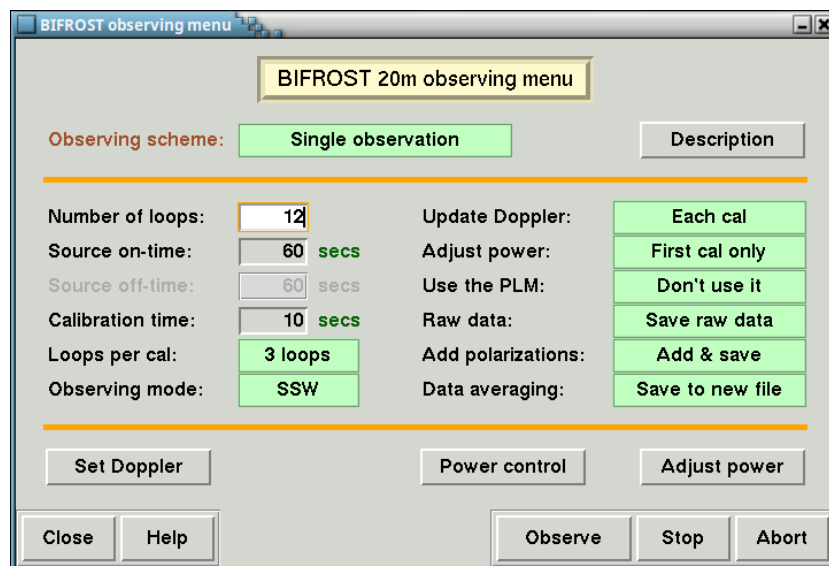 BIFROST observing menu
BIFROST 20m observing menu
Observing scheme: Single observation Description
Number of loops: 12 Update Doppler: Each cal
Source on-time: 60 secs Adjust power: First cal only
Source off-time: 60 secs Use the PLM: Don't use it
Calibration time: 10 secs Raw data: Save raw data
Loops per cal: 3 loops Add polarizations: Add & save
Observing mode: SSW Data averaging: Save to new file
Set Doppler Power control Adjust power
Close Help Observe Stop Abort